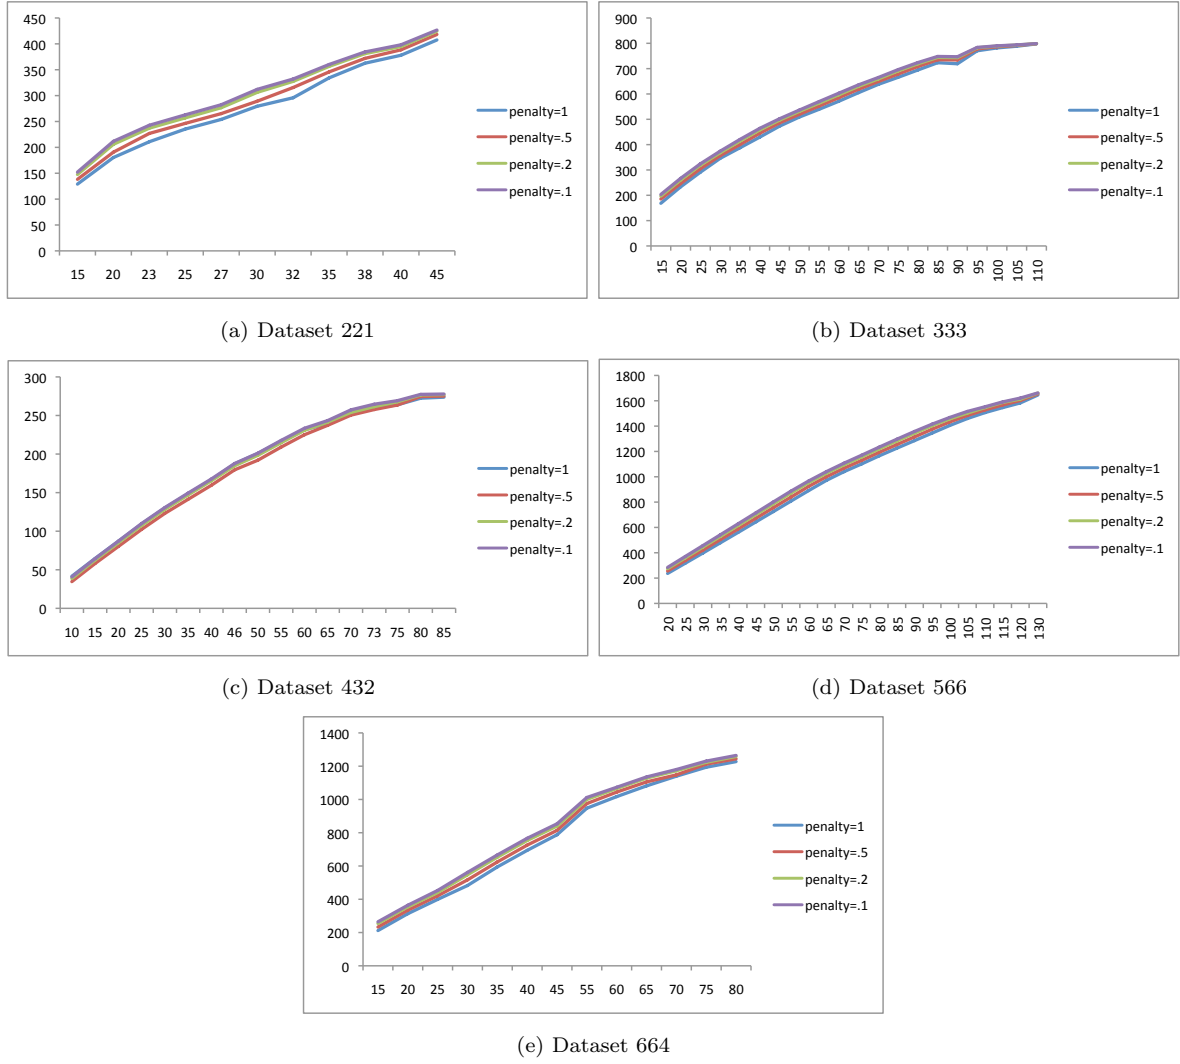 450
400
350
300
250
200
150
100
50
0
15 20 23 25 27 30 32 35 38 40 45
penalty=1
penalty=.5
penalty=.2
penalty=.1
(a) Dataset 221
900
800
700
600
500
400
300
200
100
0
15 20 25 30 35 40 45 50 55 60 65 70 75 80 85 90 95 100 105 110
penalty=1
penalty=.5
penalty=.2
penalty=.1
(b) Dataset 333
300
250
200
150
100
50
0
10 15 20 25 30 35 40 46 50 55 60 65 70 73 75 80 85
penalty=1
penalty=.5
penalty=.2
penalty=.1
(c) Dataset 432
1800
1600
1400
1200
1000
800
600
400
200
0
20 25 30 35 40 45 50 55 60 65 70 75 80 85 90 95 100 105 110 115 120 130
penalty=1
penalty=.5
penalty=.2
penalty=.1
(d) Dataset 566
1400
1200
1000
800
600
400
200
0
15 20 25 30 35 40 45 55 60 65 70 75 80
penalty=1
penalty=.5
penalty=.2
penalty=.1
(e) Dataset 664